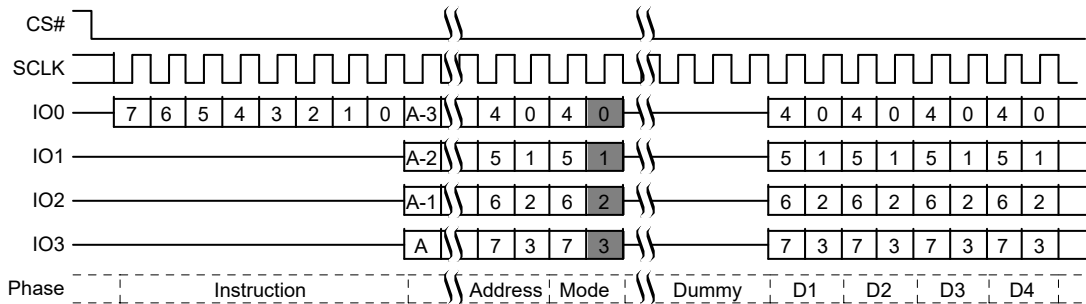 CS#
SCLK
IO0 7 6 5 4 3 2 1 0 A-3 4 0 4 0 4 0 4 0 4 0 4 0
IO1 A-2 5 1 5 1 5 1 5 1 5 1 5 1
IO2 A-1 6 2 6 2 6 2 6 2 6 2 6 2
IO3 A 7 3 7 3 7 3 7 3 7 3 7 3
Phase Instruction Address Mode Dummy D1 D2 D3 D4